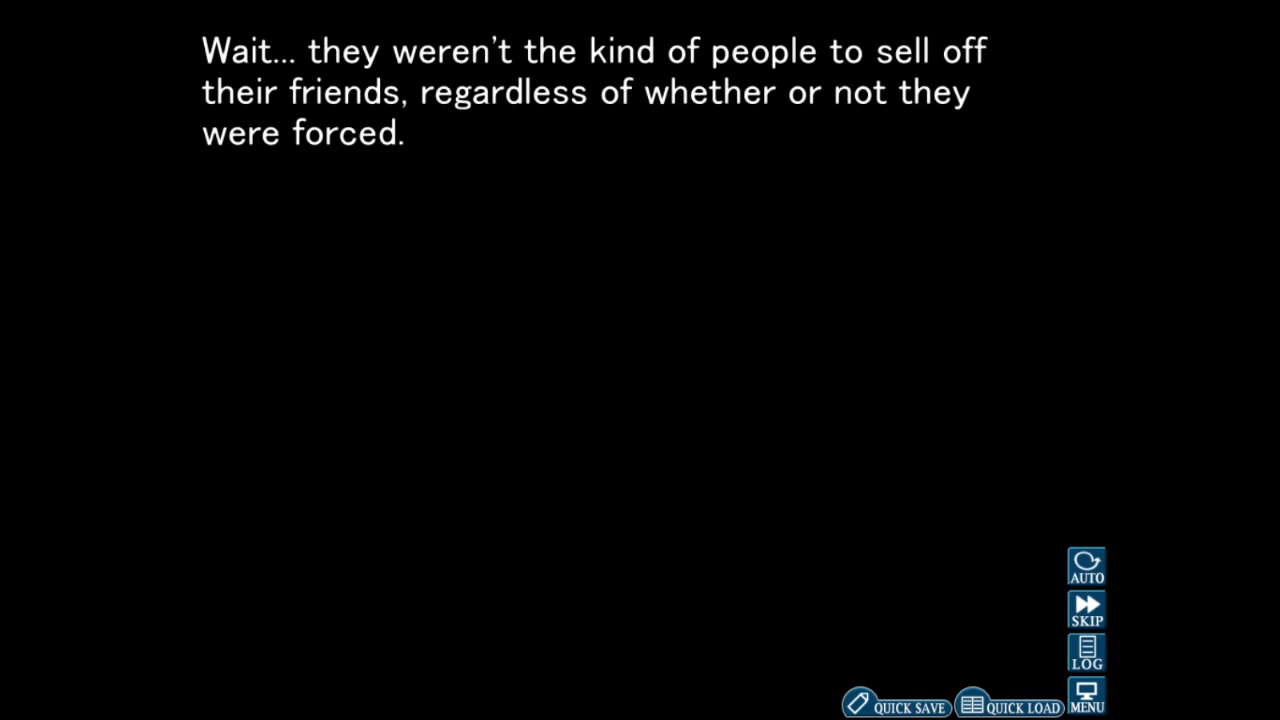 Wait... they weren't the kind of people to sell off
their friends, regardless of whether or not they
were forced.
AUTO
SKIP
LOG
QUICK SAVE
QUICK LOAD
MENU